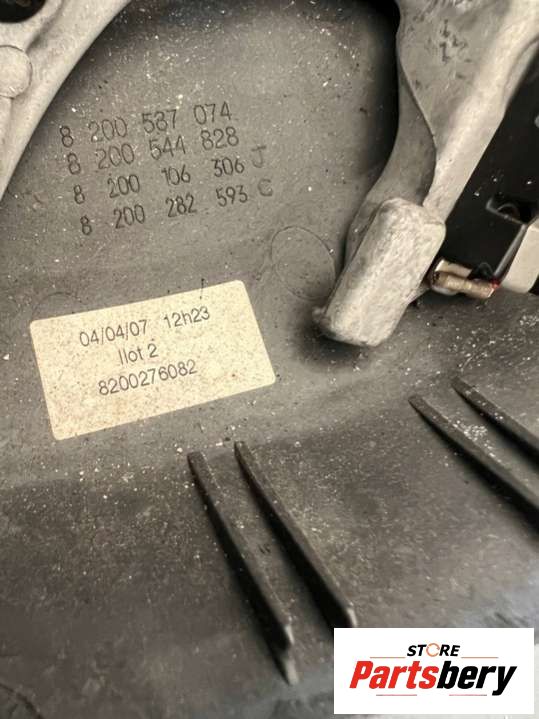 8 200 537 074
8 200 544 828
8 200 106 306 J
8 200 282 593 C
04/04/07 12h23
Ilot 2
8200276082
STORE
Partsbery